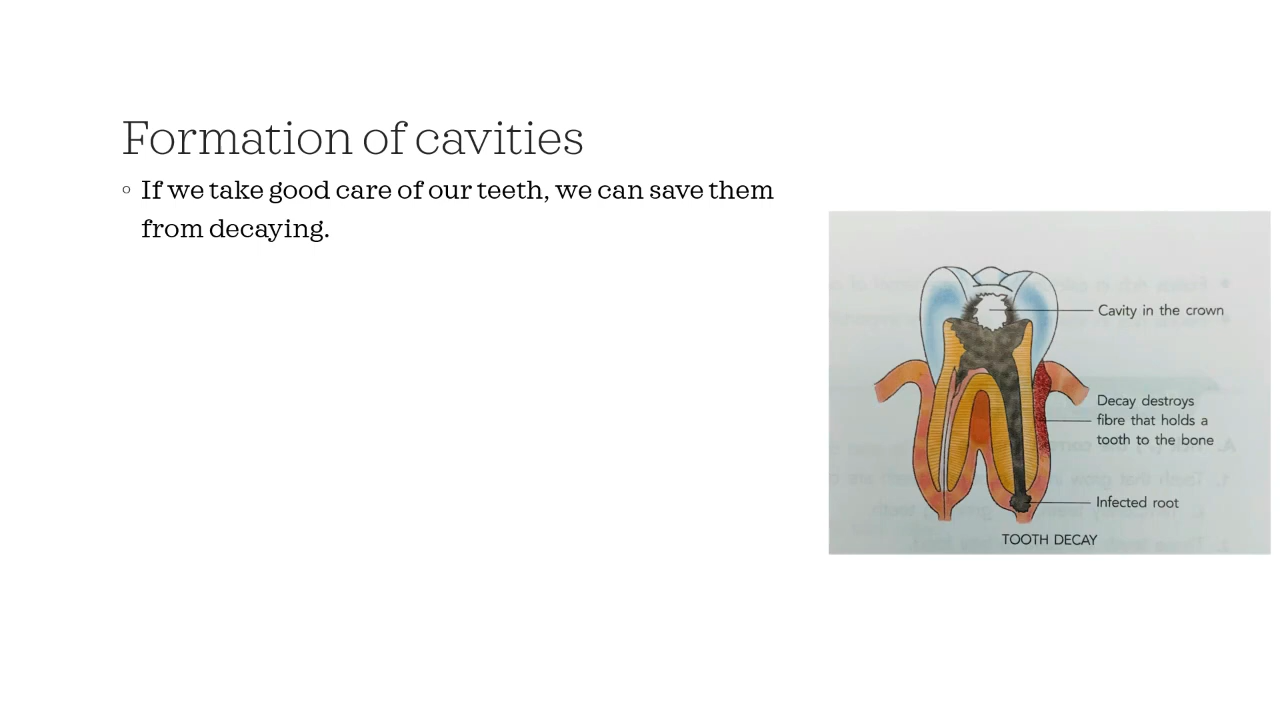 Formation of cavities
If we take good care of our teeth, we can save them
from decaying.
Cavity in the crown
Decay destroys
fibre that holds a
tooth to the bone
Infected root
TOOTH DECAY